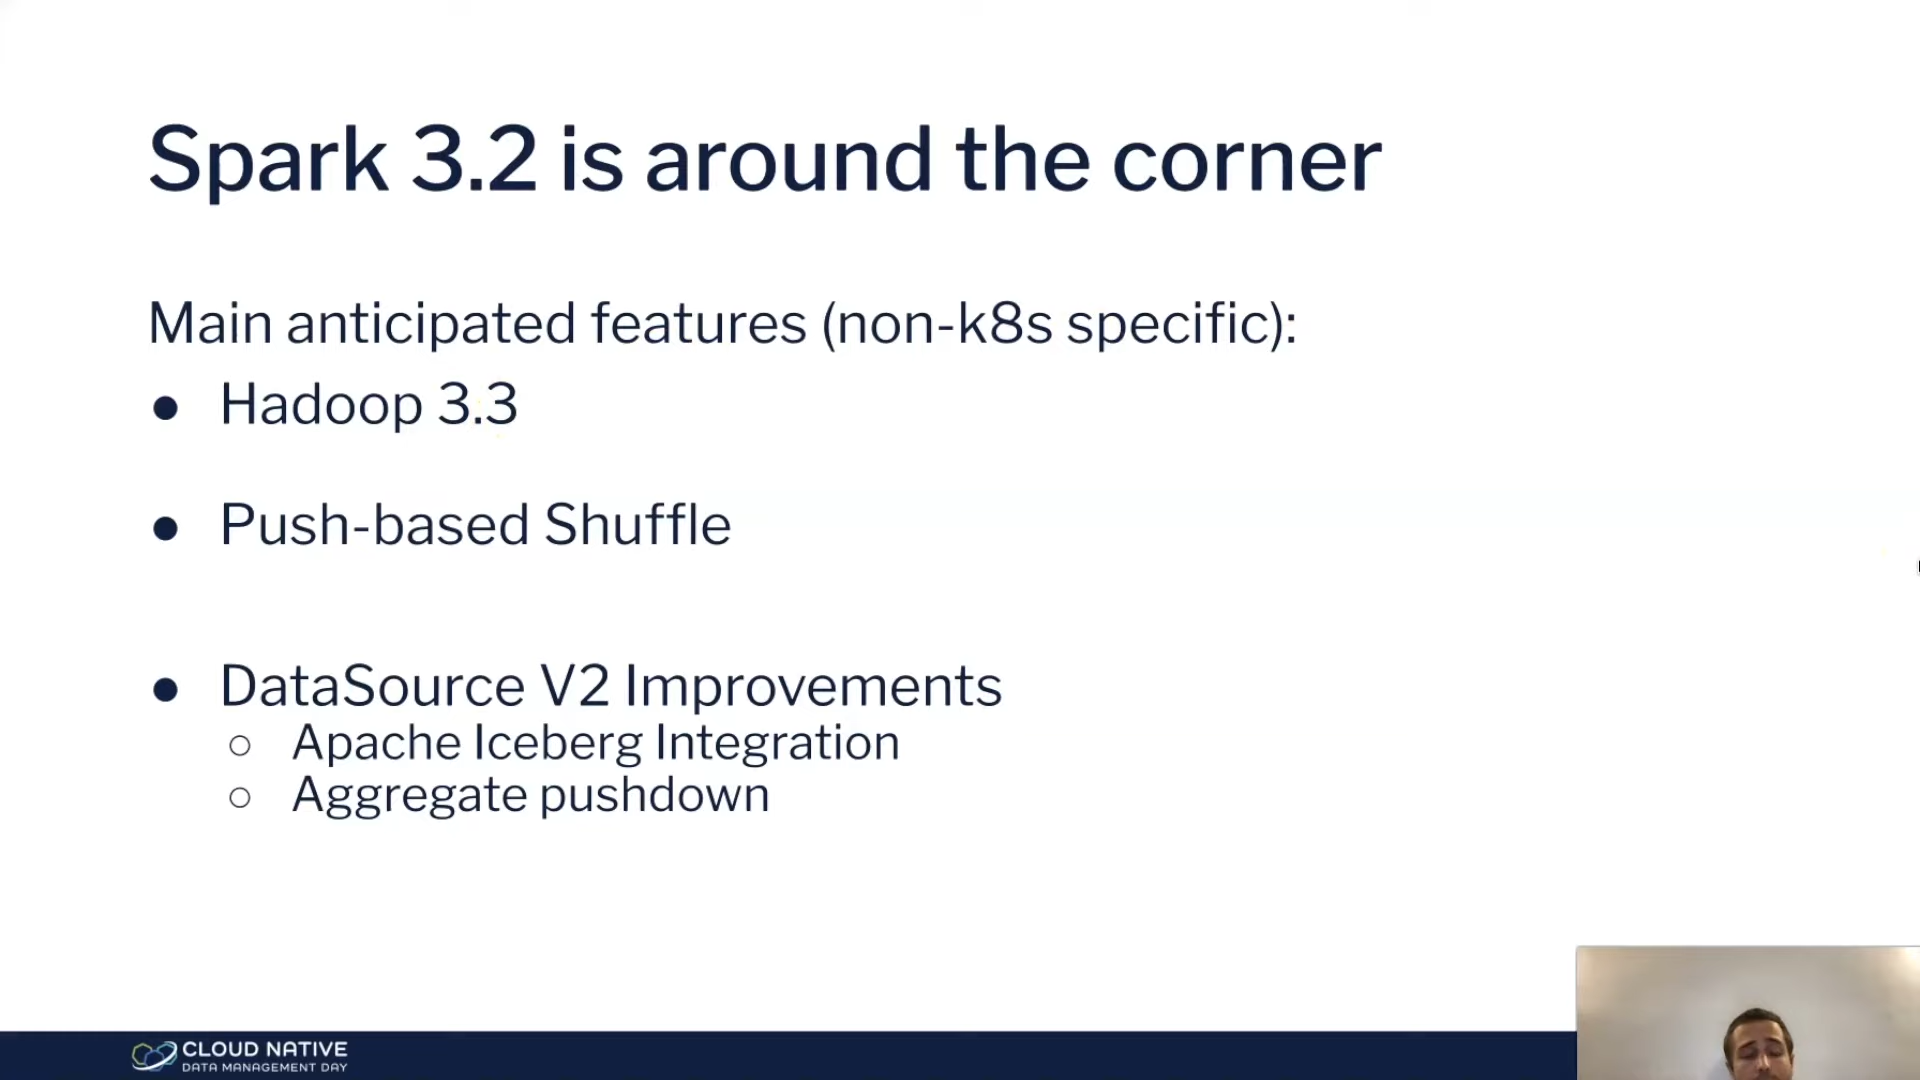 Spark 3.2 is around the corner
Main anticipated features (non-k8s specific):
● Hadoop 3.3
● Push-based Shuffle
● DataSource V2 Improvements
○ Apache Iceberg Integration
○ Aggregate pushdown
CLOUD NATIVE
DATA MANAGEMENT DAY